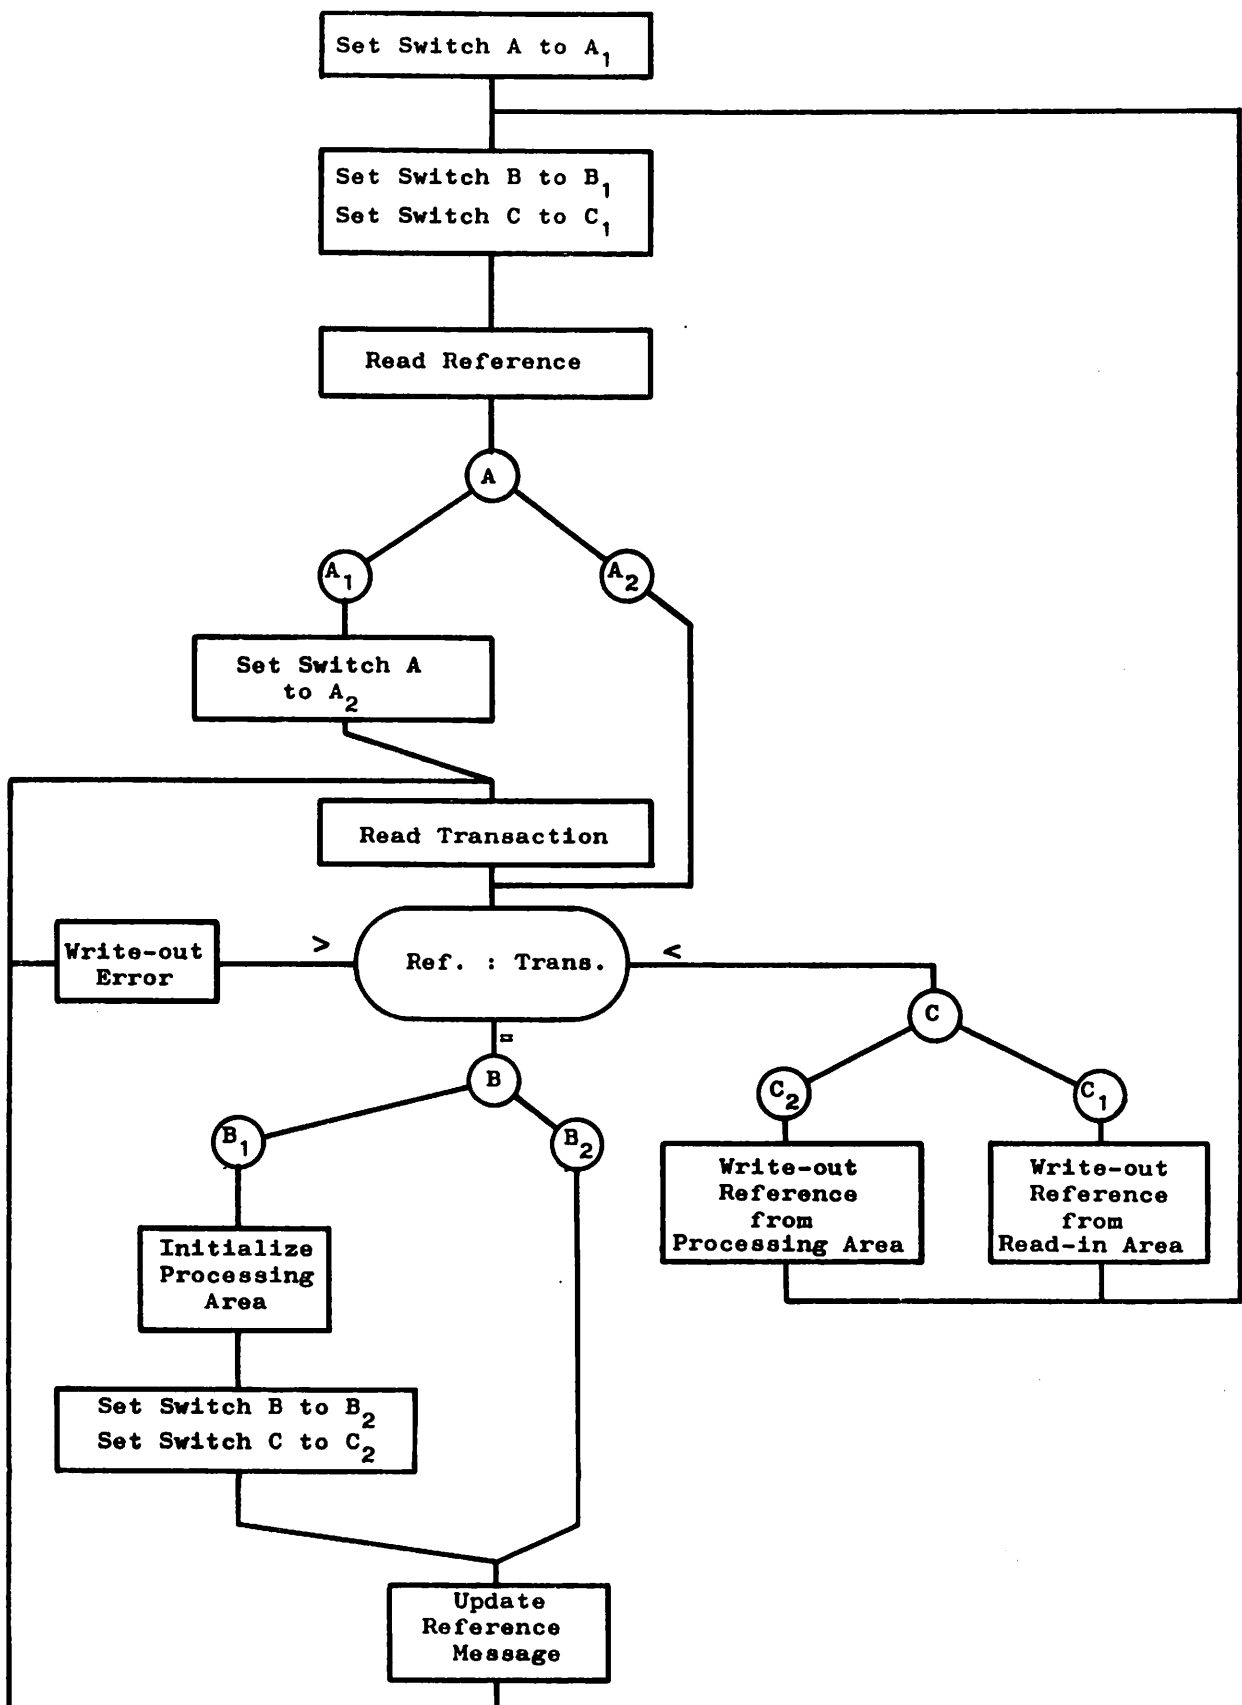 Set Switch A to A₁
Set Switch B to B₁
Set Switch C to C₁
Read Reference
A
A₁
A₂
Set Switch A
to A₂
Read Transaction
Write-out
Error
>
Ref. : Trans.
<
=
C
B
C₂
C₁
B₁
B₂
Write-out
Reference
from
Processing Area
Write-out
Reference
from
Read-in Area
Initialize
Processing
Area
Set Switch B to B₂
Set Switch C to C₂
Update
Reference
Message